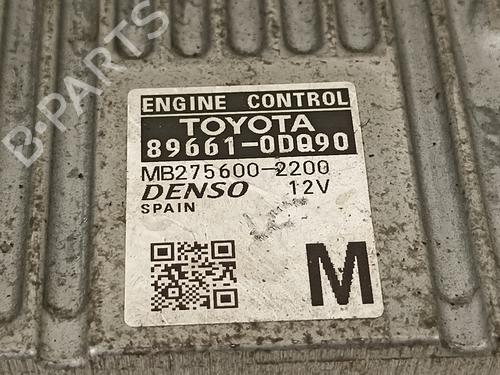 B-PARTS
ENGINE CONTROL
TOYOTA
89661-0DQ90
MB275600-2200
DENSO 12V
SPAIN
M